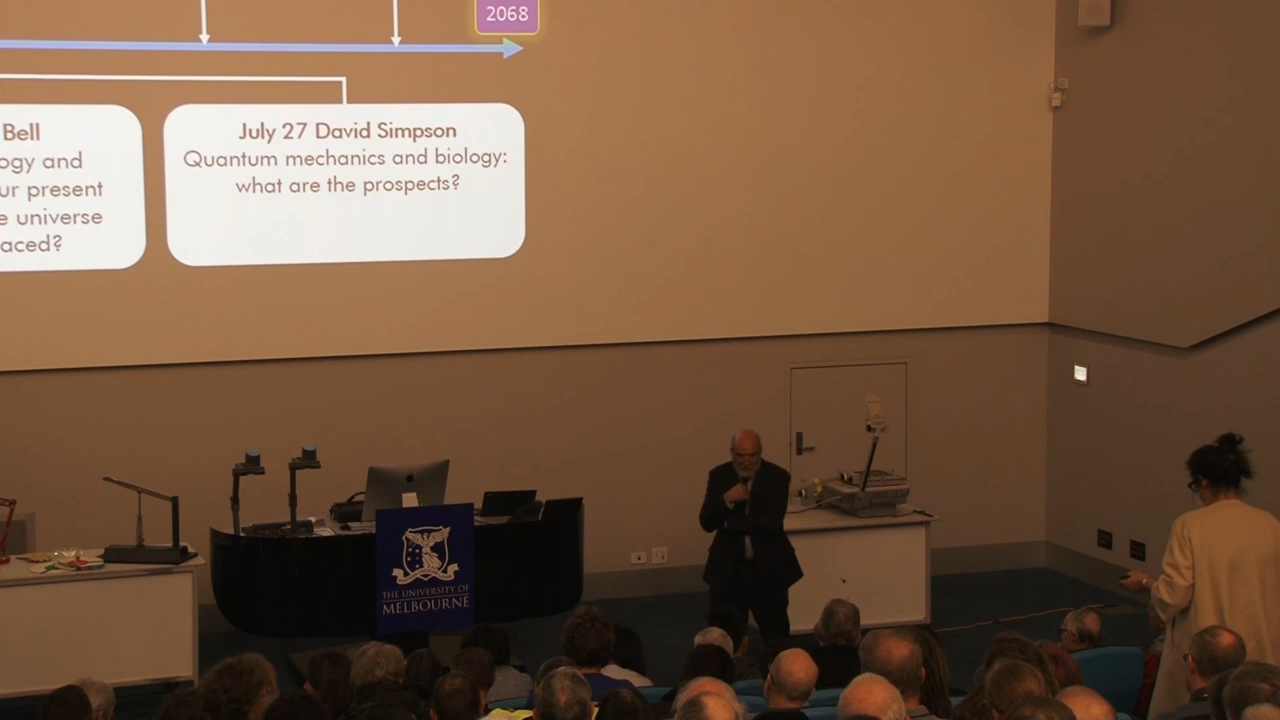 2068
Bell
ogy and
ur present
e universe
aced?
July 27 David Simpson
Quantum mechanics and biology:
what are the prospects?
THE UNIVERSITY OF
MELBOURNE